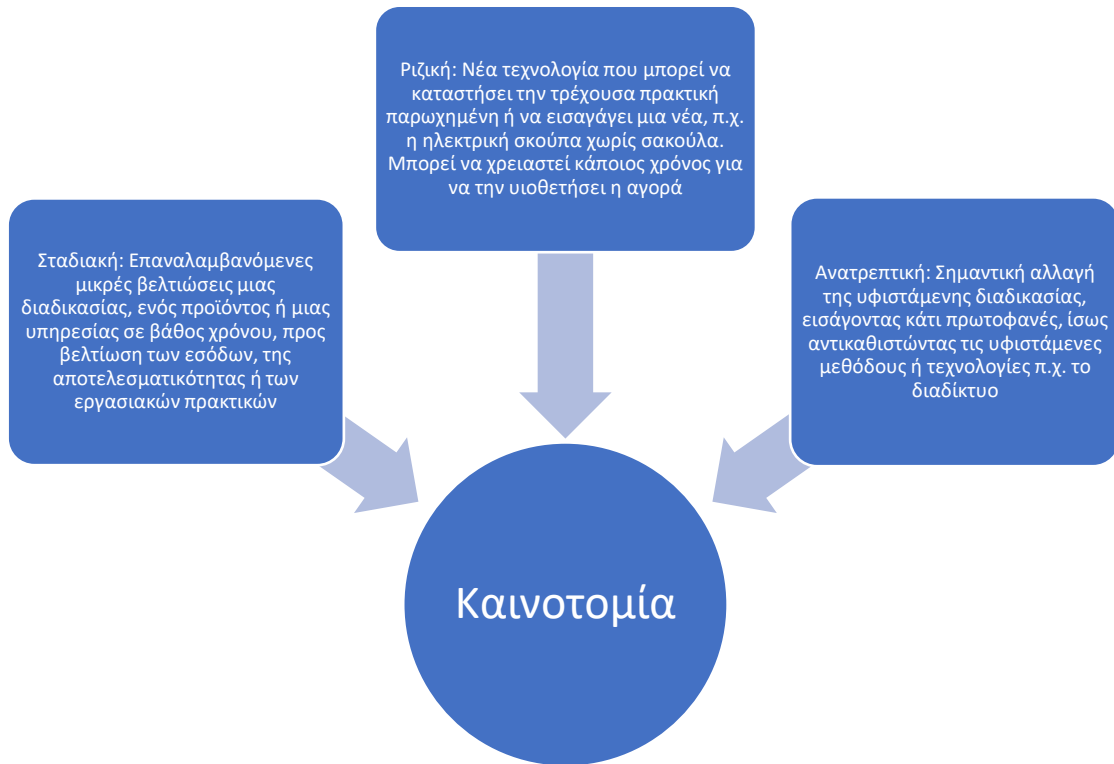 Ριζική: Νέα τεχνολογία που μπορεί να
καταστήσει την τρέχουσα πρακτική
παρωχημένη ή να εισαγάγει μια νέα, π.χ.
η ηλεκτρική σκούπα χωρίς σακούλα.
Μπορεί να χρειαστεί κάποιος χρόνος για
να την υιοθετήσει η αγορά
Σταδιακή: Επαναλαμβανόμενες
μικρές βελτιώσεις μιας
διαδικασίας, ενός προϊόντος ή μιας
υπηρεσίας σε βάθος χρόνου, προς
βελτίωση των εσόδων, της
αποτελεσματικότητας ή των
εργασιακών πρακτικών
Ανατρεπτική: Σημαντική αλλαγή
της υφιστάμενης διαδικασίας,
εισάγοντας κάτι πρωτοφανές, ίσως
αντικαθιστώντας τις υφιστάμενες
μεθόδους ή τεχνολογίες π.χ. το
διαδίκτυο
Καινοτομία